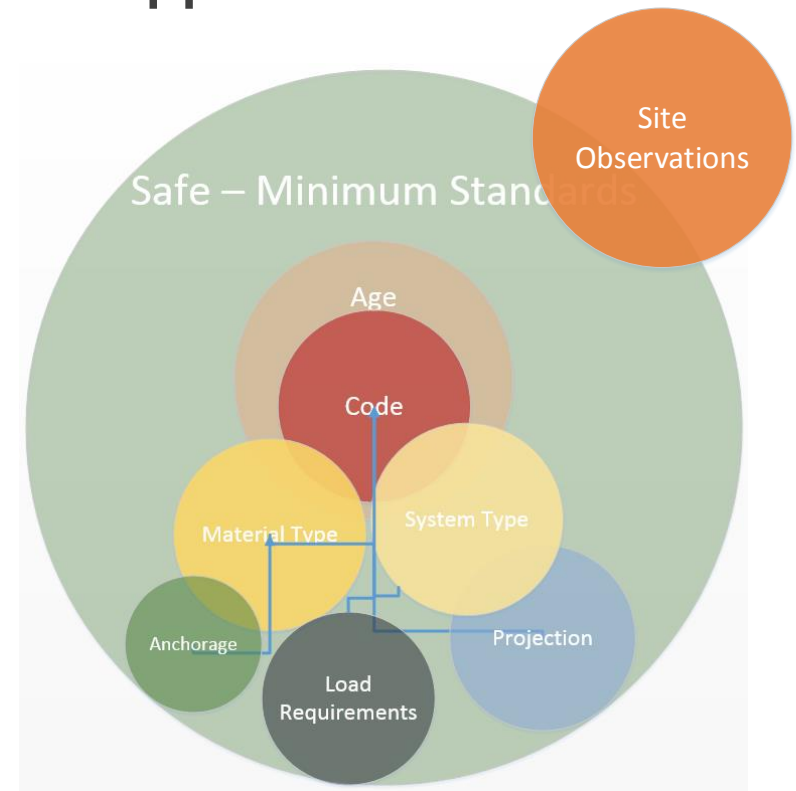 Site
Observations
Safe – Minimum Standards
Age
Code
Material Type
System Type
Anchorage
Projection
Load
Requirements